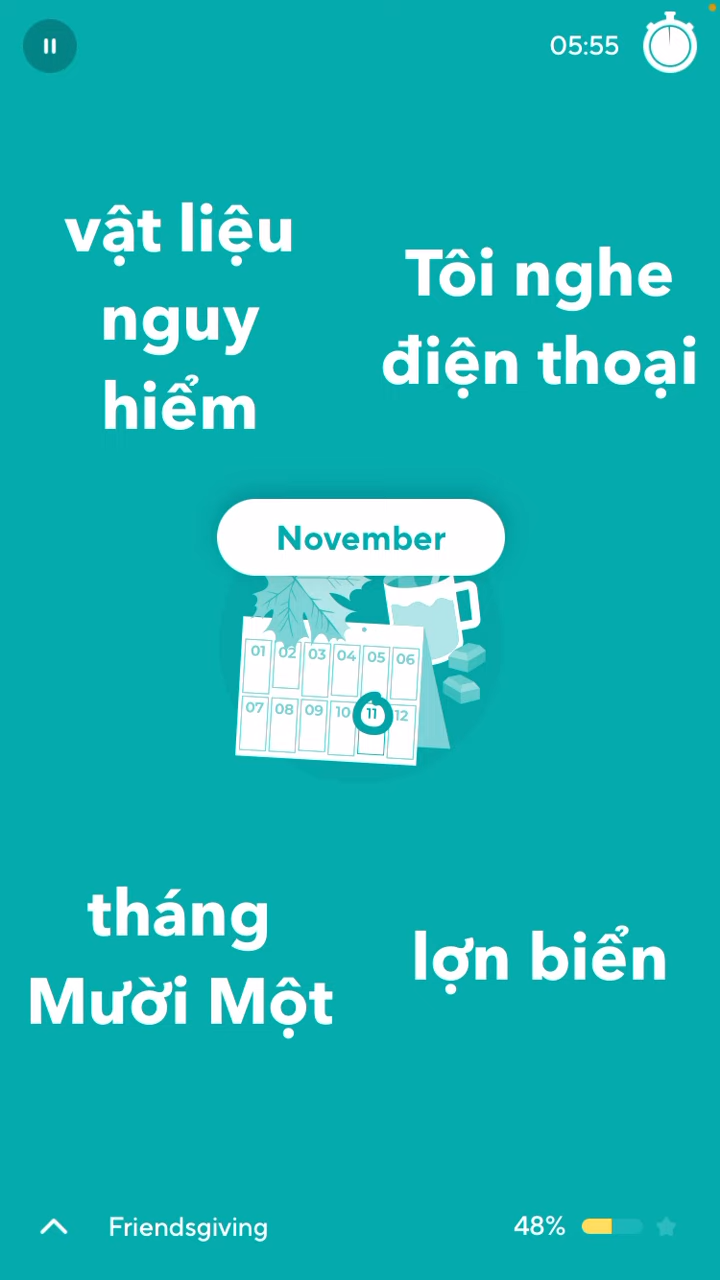 05:55
vật liệu
nguy
hiểm
Tôi nghe
điện thoại
November
01 02 03 04 05 06
07 08 09 10 11 12
tháng
Mười Một
lợn biển
Friendsgiving
48%